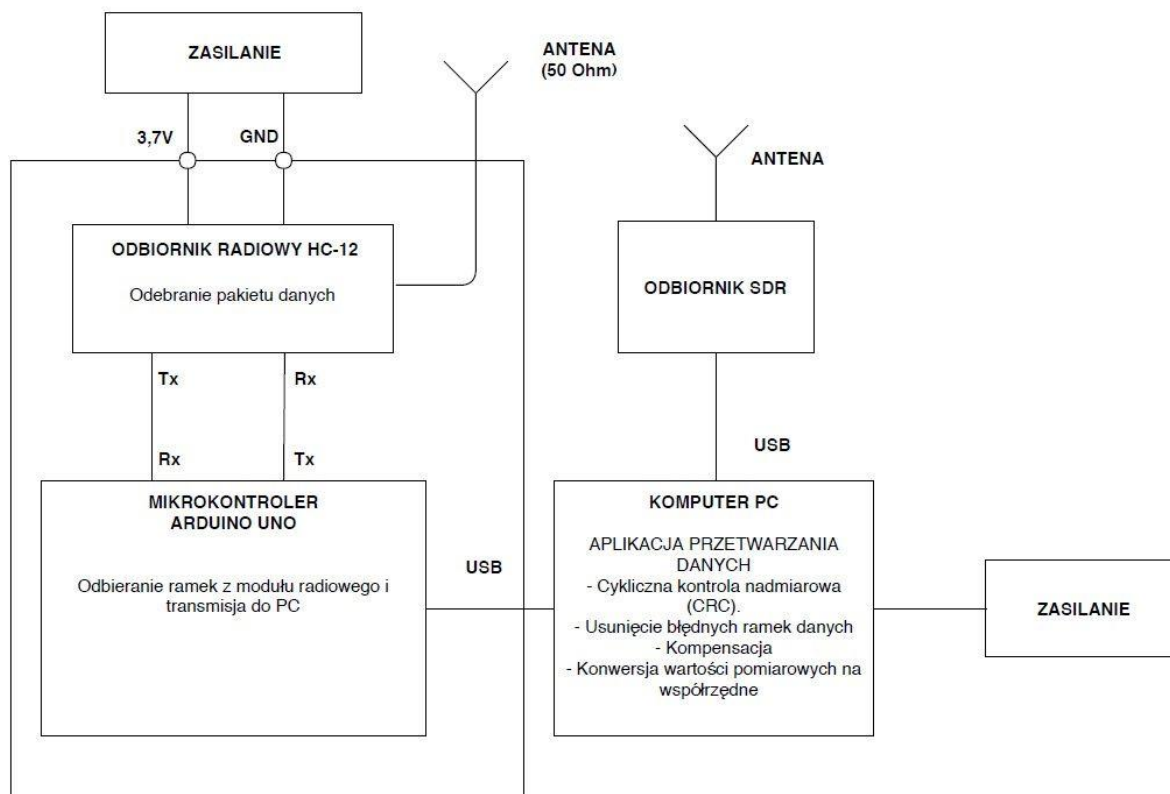 ZASILANIE
ANTENA
(50 Ohm)
3,7V
GND
ANTENA
ODBIORNIK RADIOWY HC-12
Odebranie pakietu danych
ODBIORNIK SDR
Tx
Rx
Rx
Tx
USB
MIKROKONTROLER
ARDUINO UNO
Odbieranie ramek z modułu radiowego i
transmisja do PC
USB
KOMPUTER PC
APLIKACJA PRZETWARZANIA
DANYCH
- Cykliczna kontrola nadmiarowa
(CRC).
- Usunięcie błędnych ramek danych
- Kompensacja
- Konwersja wartości pomiarowych na
współrzędne
ZASILANIE